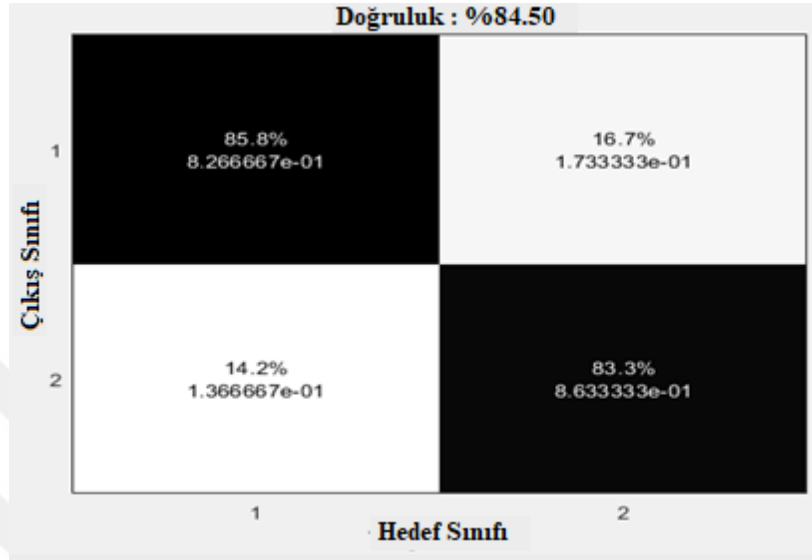 Doğruluk : %84.50
1
85.8%
8.266667e-01
16.7%
1.733333e-01
Çıkış Sınıfı
2
14.2%
1.366667e-01
83.3%
8.633333e-01
1
2
Hedef Sınıfı